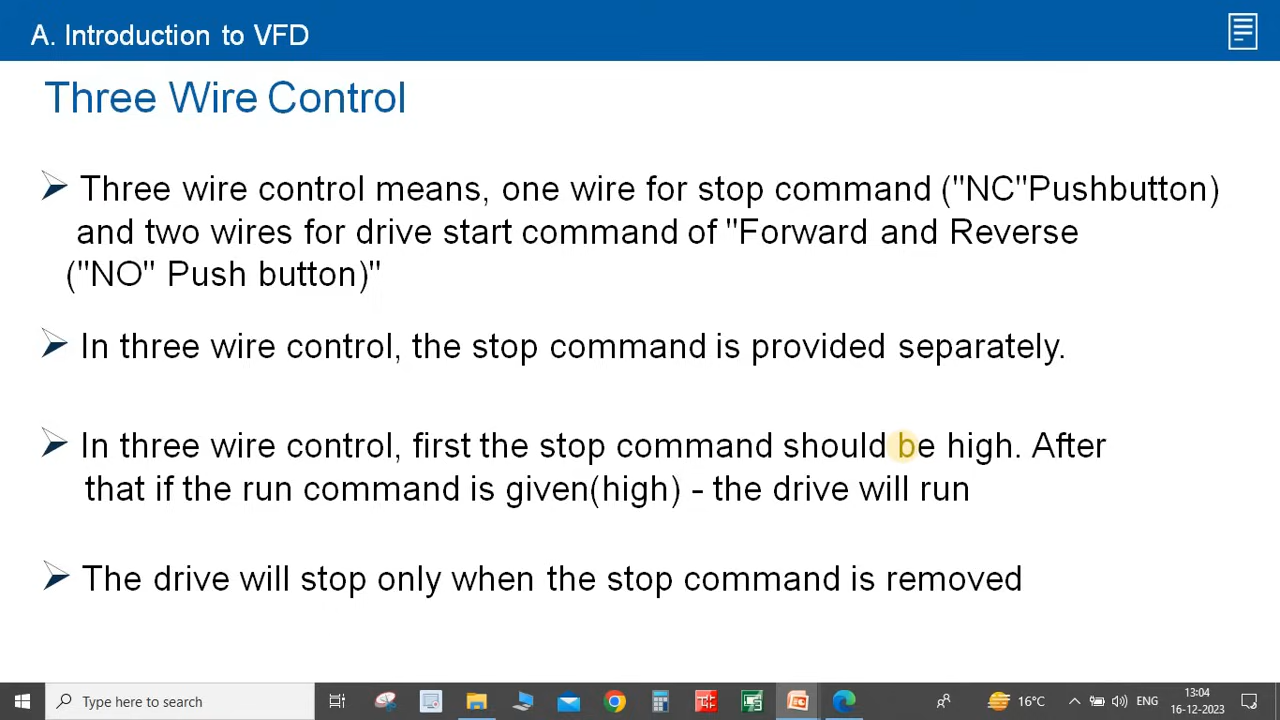 A. Introduction to VFD
Three Wire Control
Three wire control means, one wire for stop command ("NC"Pushbutton)
and two wires for drive start command of "Forward and Reverse
("NO" Push button)"
In three wire control, the stop command is provided separately.
In three wire control, first the stop command should be high. After
that if the run command is given(high) - the drive will run
The drive will stop only when the stop command is removed
Type here to search
16°C
ENG
13:04
16-12-2023